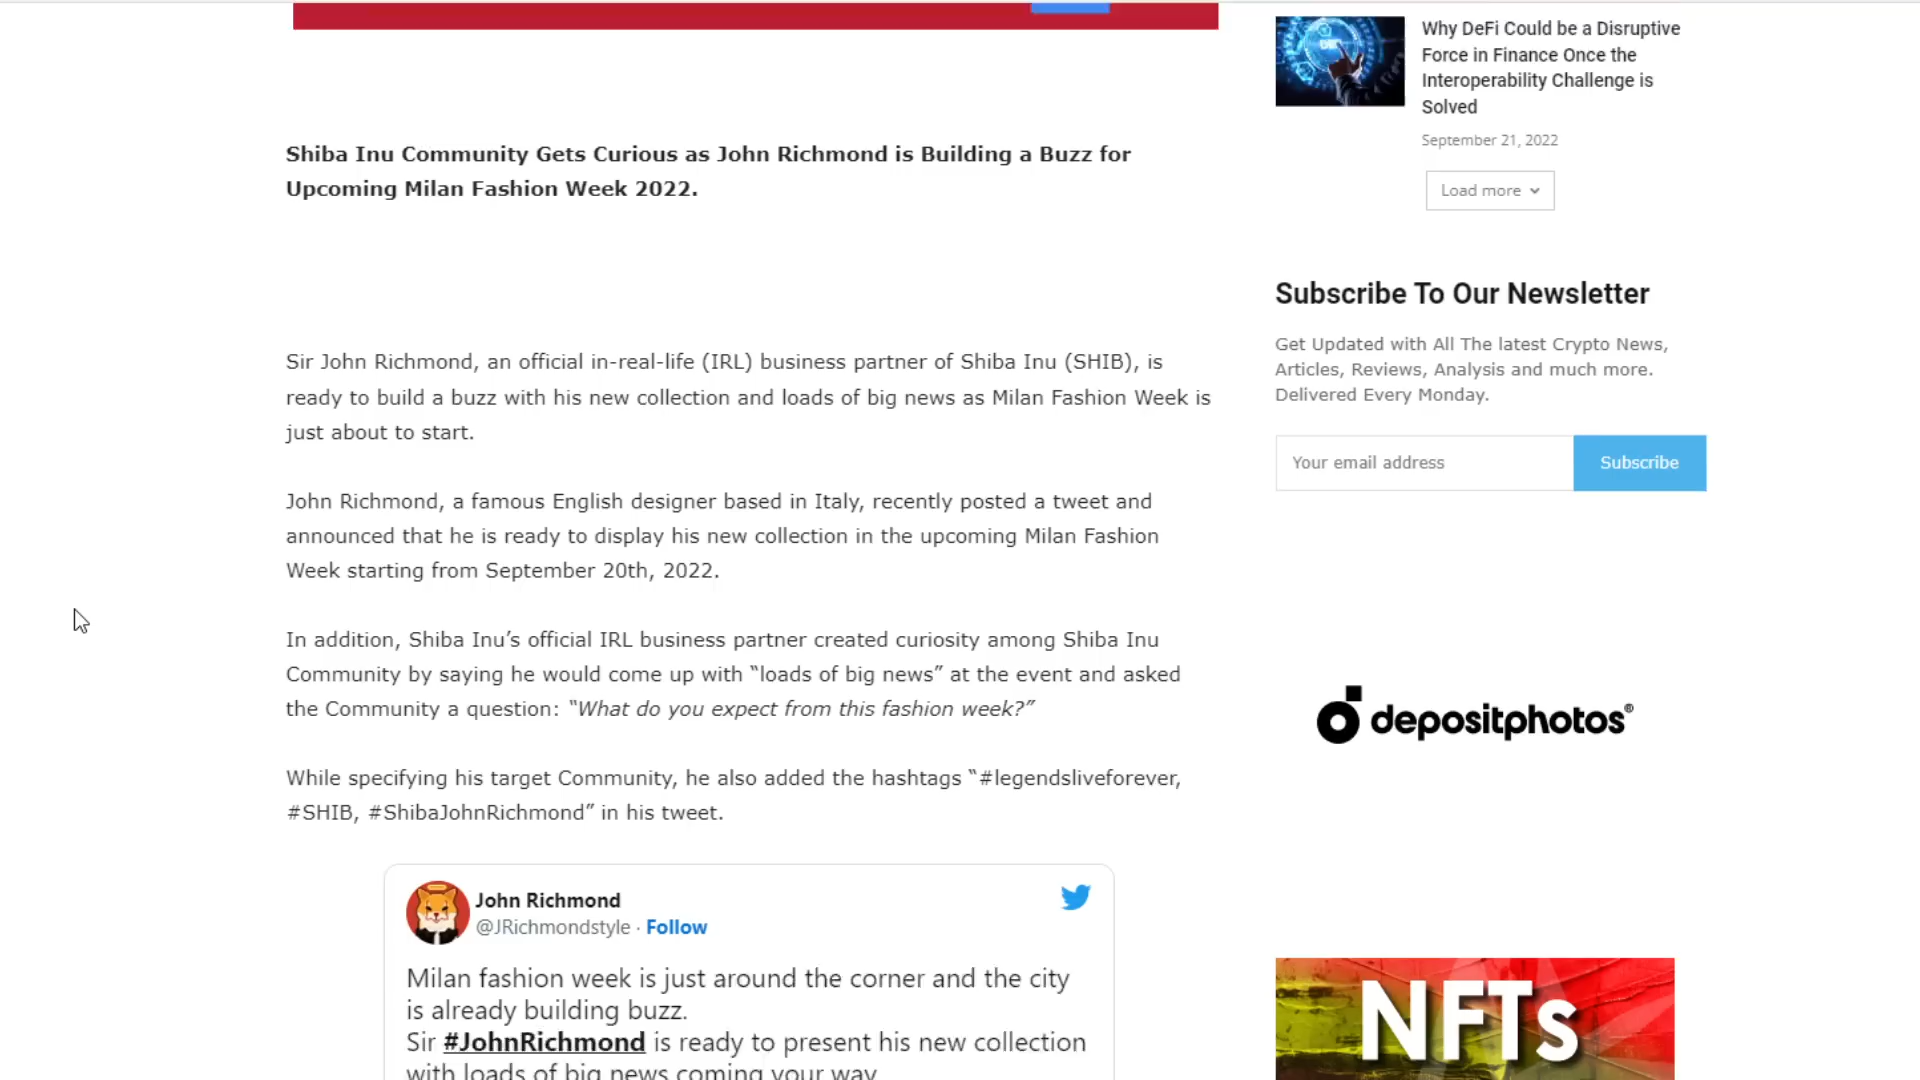 Why DeFi Could be a Disruptive
Force in Finance Once the
Interoperability Challenge is
Solved
September 21, 2022
Load more
Shiba Inu Community Gets Curious as John Richmond is Building a Buzz for
Upcoming Milan Fashion Week 2022.
Subscribe To Our Newsletter
Get Updated with All The latest Crypto News,
Articles, Reviews, Analysis and much more.
Delivered Every Monday.
Your email address
Subscribe
Sir John Richmond, an official in-real-life (IRL) business partner of Shiba Inu (SHIB), is
ready to build a buzz with his new collection and loads of big news as Milan Fashion Week is
just about to start.
John Richmond, a famous English designer based in Italy, recently posted a tweet and
announced that he is ready to display his new collection in the upcoming Milan Fashion
Week starting from September 20th, 2022.
In addition, Shiba Inu’s official IRL business partner created curiosity among Shiba Inu
Community by saying he would come up with “loads of big news” at the event and asked
the Community a question: “What do you expect from this fashion week?”
While specifying his target Community, he also added the hashtags “#legendsliveforever,
#SHIB, #ShibaJohnRichmond” in his tweet.
depositphotos®
John Richmond
@JRichmondstyle · Follow
Milan fashion week is just around the corner and the city
is already building buzz.
Sir #JohnRichmond is ready to present his new collection
with loads of big news coming your way
NFTs